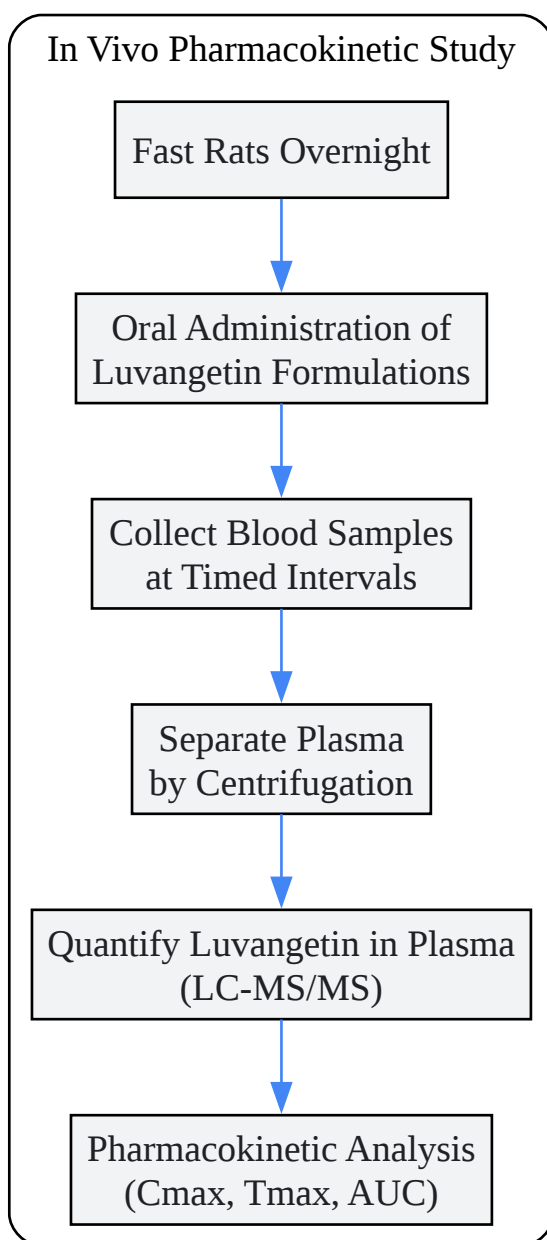 In Vivo Pharmacokinetic Study
Fast Rats Overnight
Oral Administration of
Luvangetin Formulations
Collect Blood Samples
at Timed Intervals
Separate Plasma
by Centrifugation
Quantify Luvangetin in Plasma
(LC-MS/MS)
Pharmacokinetic Analysis
(Cmax, Tmax, AUC)